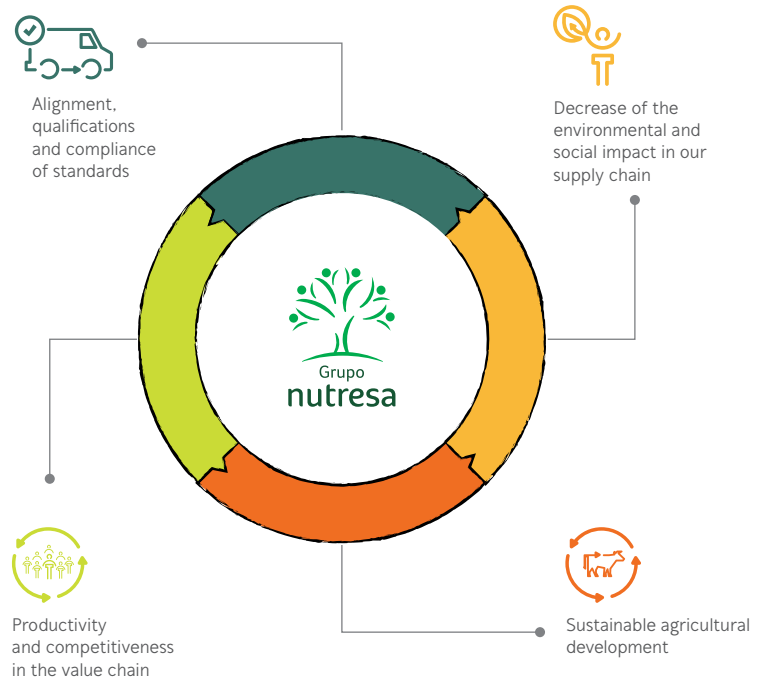 Alignment,
qualifications
and compliance
of standards
Decrease of the
environmental and
social impact in our
supply chain
Grupo
nutresa
Productivity
and competitiveness
in the value chain
Sustainable agricultural
development